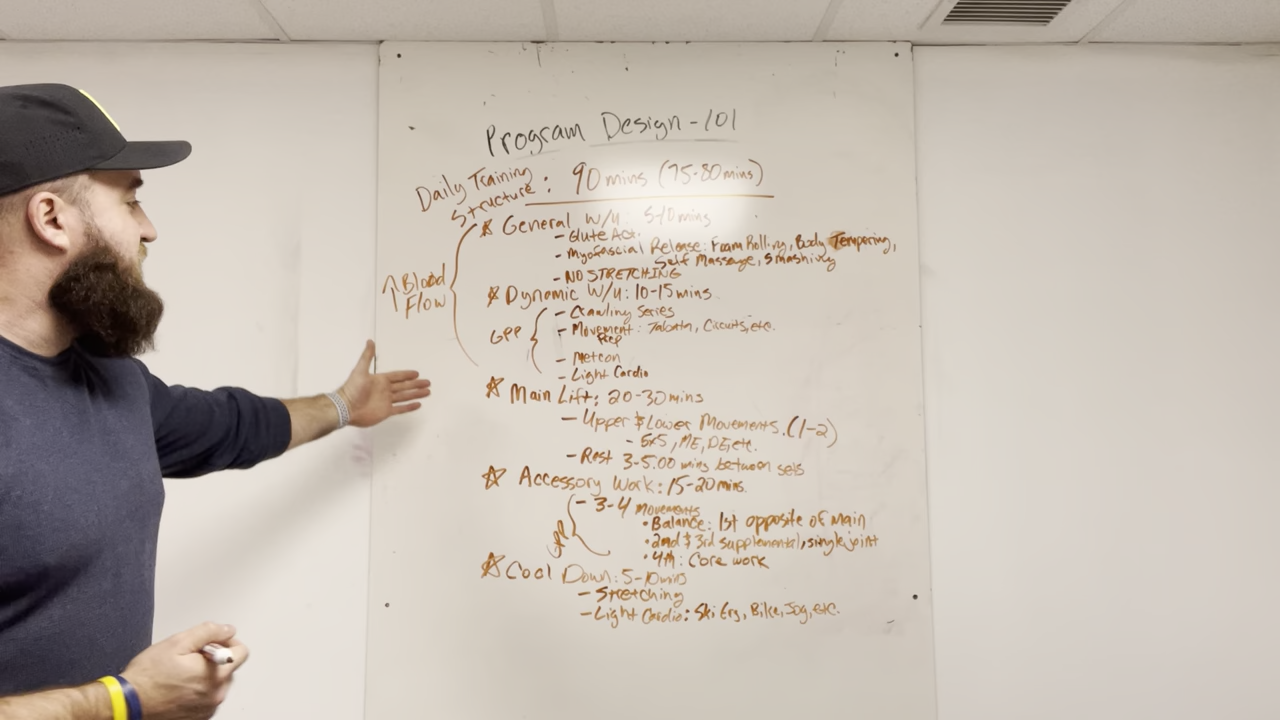 Program Design - 101
Daily Training Structure: 90 mins (75-80 mins)
☆ General W/U: 5-10 mins
- Glute Act.
- Myofascial Release: Foam Rolling, Body Tempering,
Self Massage, Smashing
- NO STRETCHING
↑ Blood Flow
☆ Dynamic W/U: 10-15 mins
GPP
- Crawling Series
- Movement Prep: Tabata, Circuits, etc.
- Metcon
- Light Cardio
☆ Main Lift: 20-30 mins
- Upper & Lower Movements. (1-2)
- 5x5, ME, DE, etc.
- Rest 3-5:00 mins between sets
☆ Accessory Work: 15-20 mins.
GPP
- 3-4 movements
• Balance: 1st opposite of main
• 2nd & 3rd supplemental, single joint
• 4th: Core work
☆ Cool Down: 5-10 mins
- Stretching
- Light Cardio: Ski Erg, Bike, Jog, etc.